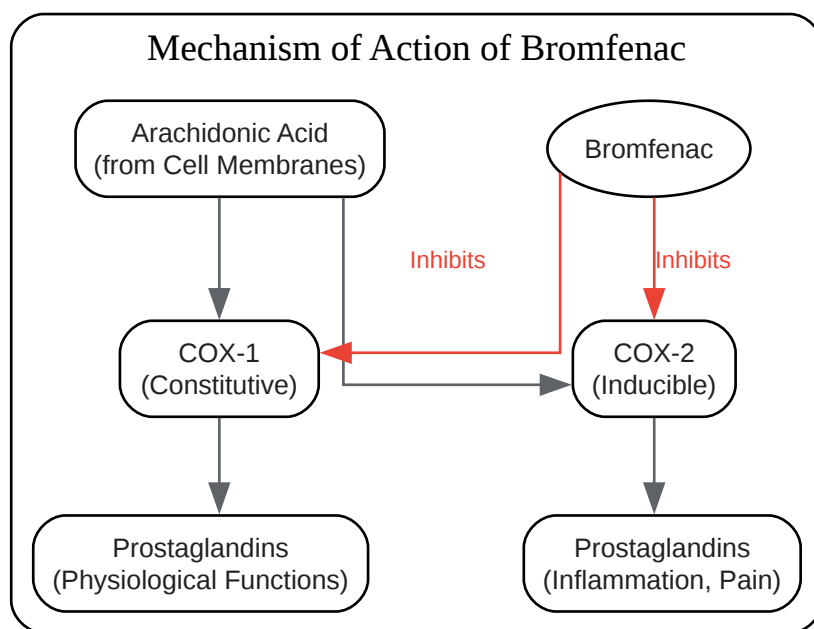 Mechanism of Action of Bromfenac
Arachidonic Acid
(from Cell Membranes)
Bromfenac
Inhibits
Inhibits
COX-1
(Constitutive)
COX-2
(Inducible)
Prostaglandins
(Physiological Functions)
Prostaglandins
(Inflammation, Pain)